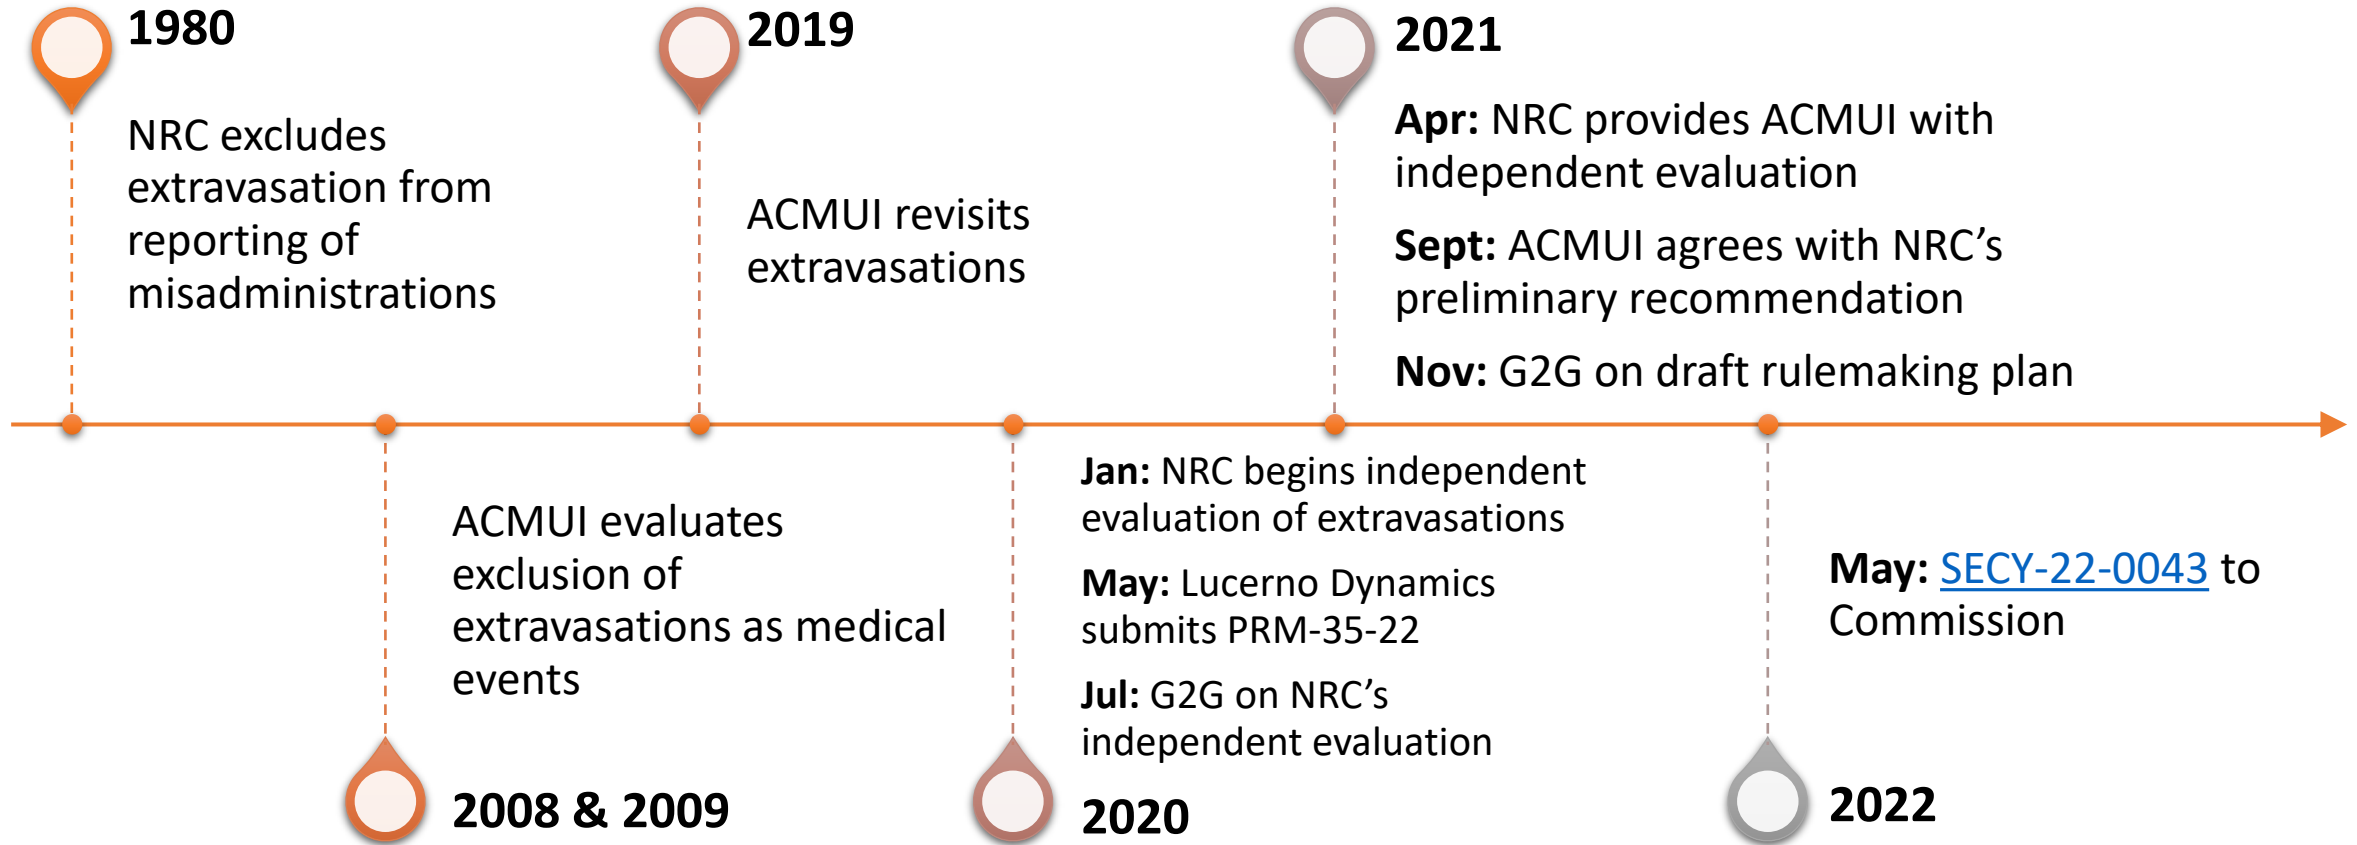 1980
NRC excludes
extravasation from
reporting of
misadministrations
2008 & 2009
ACMUI evaluates
exclusion of
extravasations as medical
events
2019
ACMUI revisits
extravasations
2020
Jan: NRC begins independent
evaluation of extravasations
May: Lucerno Dynamics
submits PRM-35-22
Jul: G2G on NRC’s
independent evaluation
2021
Apr: NRC provides ACMUI with
independent evaluation
Sept: ACMUI agrees with NRC’s
preliminary recommendation
Nov: G2G on draft rulemaking plan
2022
May: SECY-22-0043 to
Commission